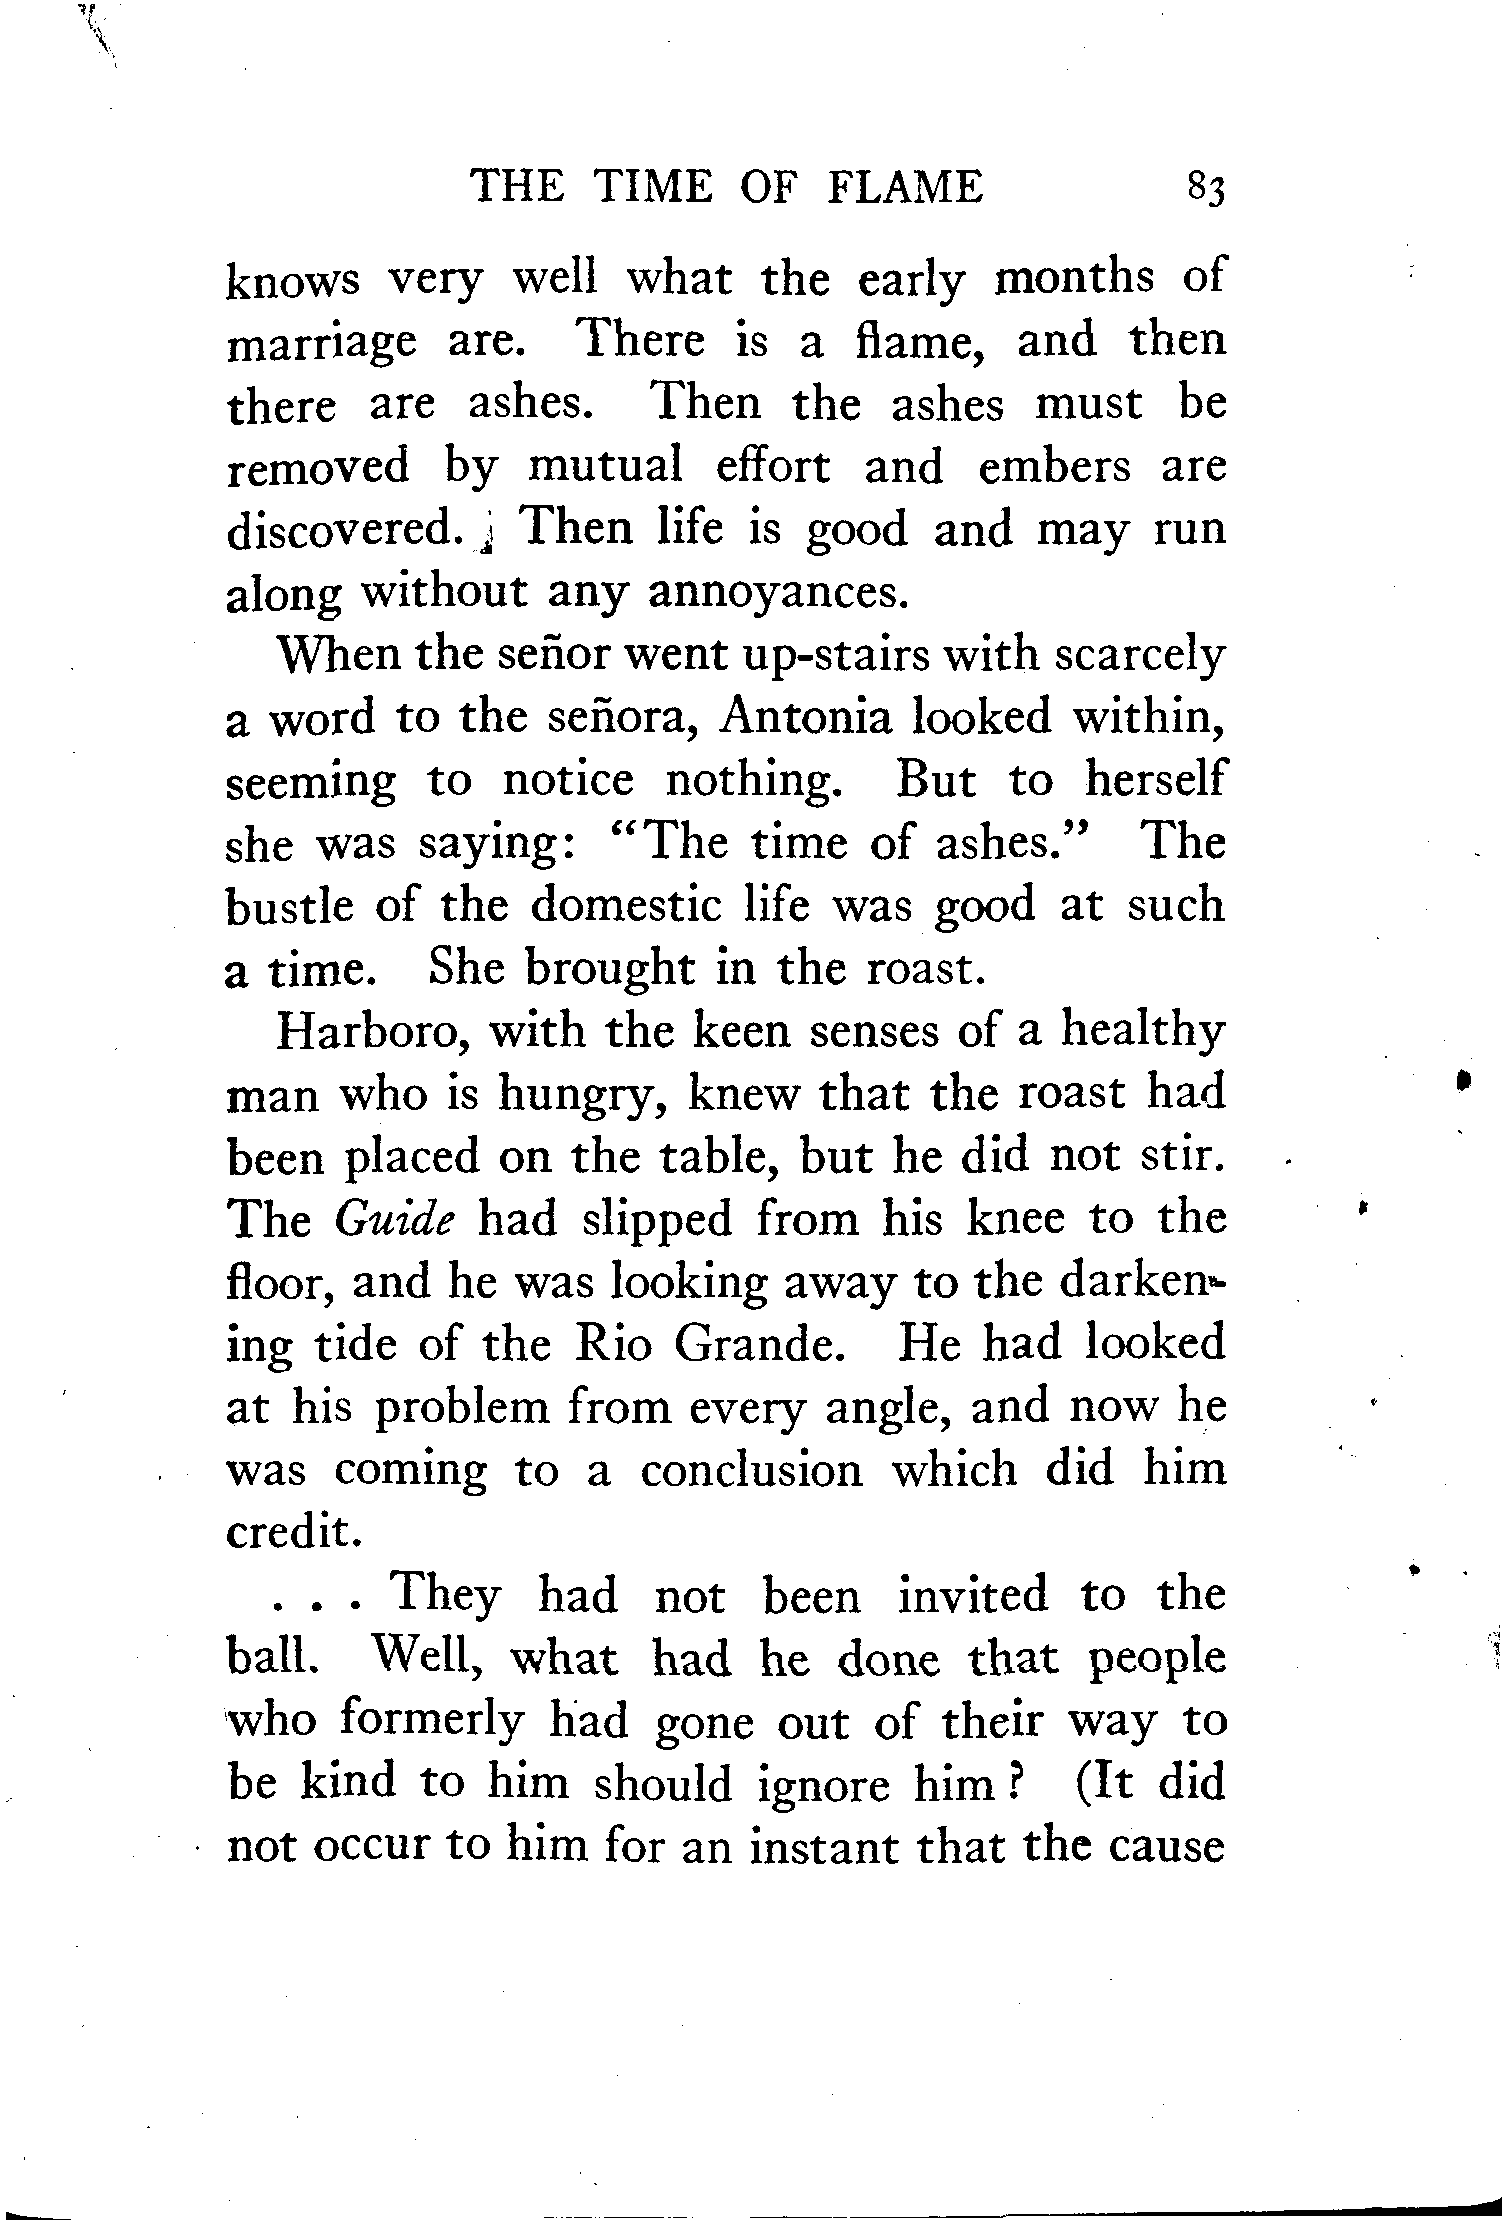 THE TIME OF FLAME 83
knows very well what the early months of
marriage are. There is a flame, and then
there are ashes. Then the ashes must be
removed by mutual effort and embers are
discovered. Then life is good and may run
along without any annoyances.
When the señor went up-stairs with scarcely
a word to the señora, Antonia looked within,
seeming to notice nothing. But to herself
she was saying: "The time of ashes." The
bustle of the domestic life was good at such
a time. She brought in the roast.
Harboro, with the keen senses of a healthy
man who is hungry, knew that the roast had
been placed on the table, but he did not stir.
The Guide had slipped from his knee to the
floor, and he was looking away to the darken-
ing tide of the Rio Grande. He had looked
at his problem from every angle, and now he
was coming to a conclusion which did him
credit.
. . . They had not been invited to the
ball. Well, what had he done that people
who formerly had gone out of their way to
be kind to him should ignore him? (It did
not occur to him for an instant that the cause